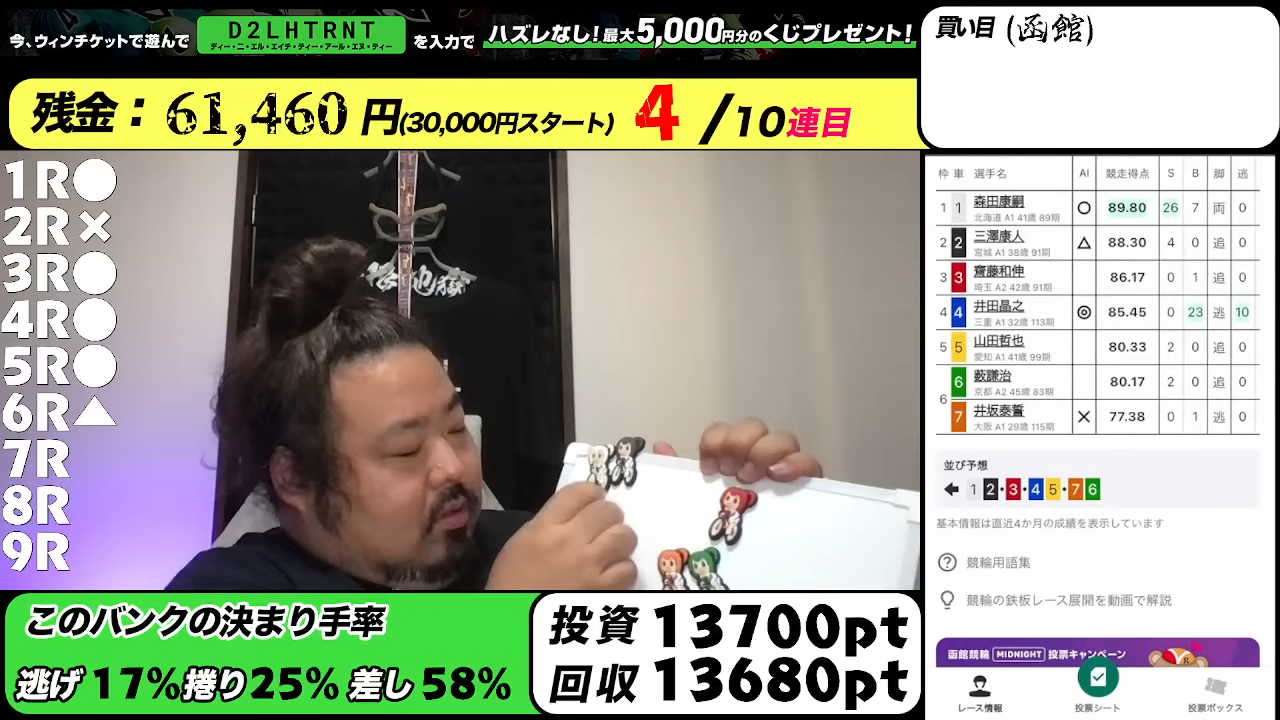 今、ウィンチケットで遊んで D2LHTRNT を入力で ハズレなし!最大5,000円分のくじプレゼント!
ディー・ニ・エル・エイチ・ティー・アール・エヌ・ティー
残金： 61,460 円(30,000円スタート) 4 /10連目
1R●
2R×
3R●
4R●
5R●
6R▲
7R
8R
9R
このバンクの決まり手率
逃げ 17%捲り25% 差し 58%
投資 13700pt
回収 13680pt
買い目 (函館)
枠 車 選手名 AI 競走得点 S B 脚 逃
1 1 森田康嗣 ○ 89.80 26 7 両 0
北海道 A1 41歳 89期
2 2 三澤康人 △ 88.30 4 0 追 0
宮城 A1 38歳 91期
3 3 齋藤和伸 86.17 0 1 追 0
埼玉 A2 42歳 91期
4 4 井田晶之 ◎ 85.45 0 23 逃 10
三重 A1 32歳 113期
5 5 山田哲也 80.33 2 0 追 0
愛知 A1 41歳 99期
6 6 薮謙治 80.17 2 0 追 0
京都 A2 45歳 83期
7 井坂泰誓 × 77.38 0 1 逃 0
大阪 A1 29歳 115期
並び予想
← 1 2・3・4 5・7 6
基本情報は直近4か月の成績を表示しています
競輪用語集
競輪の鉄板レース展開を動画で解説
函館競輪 MIDNIGHT 投票キャンペーン
レース情報 投票シート 投票ボックス